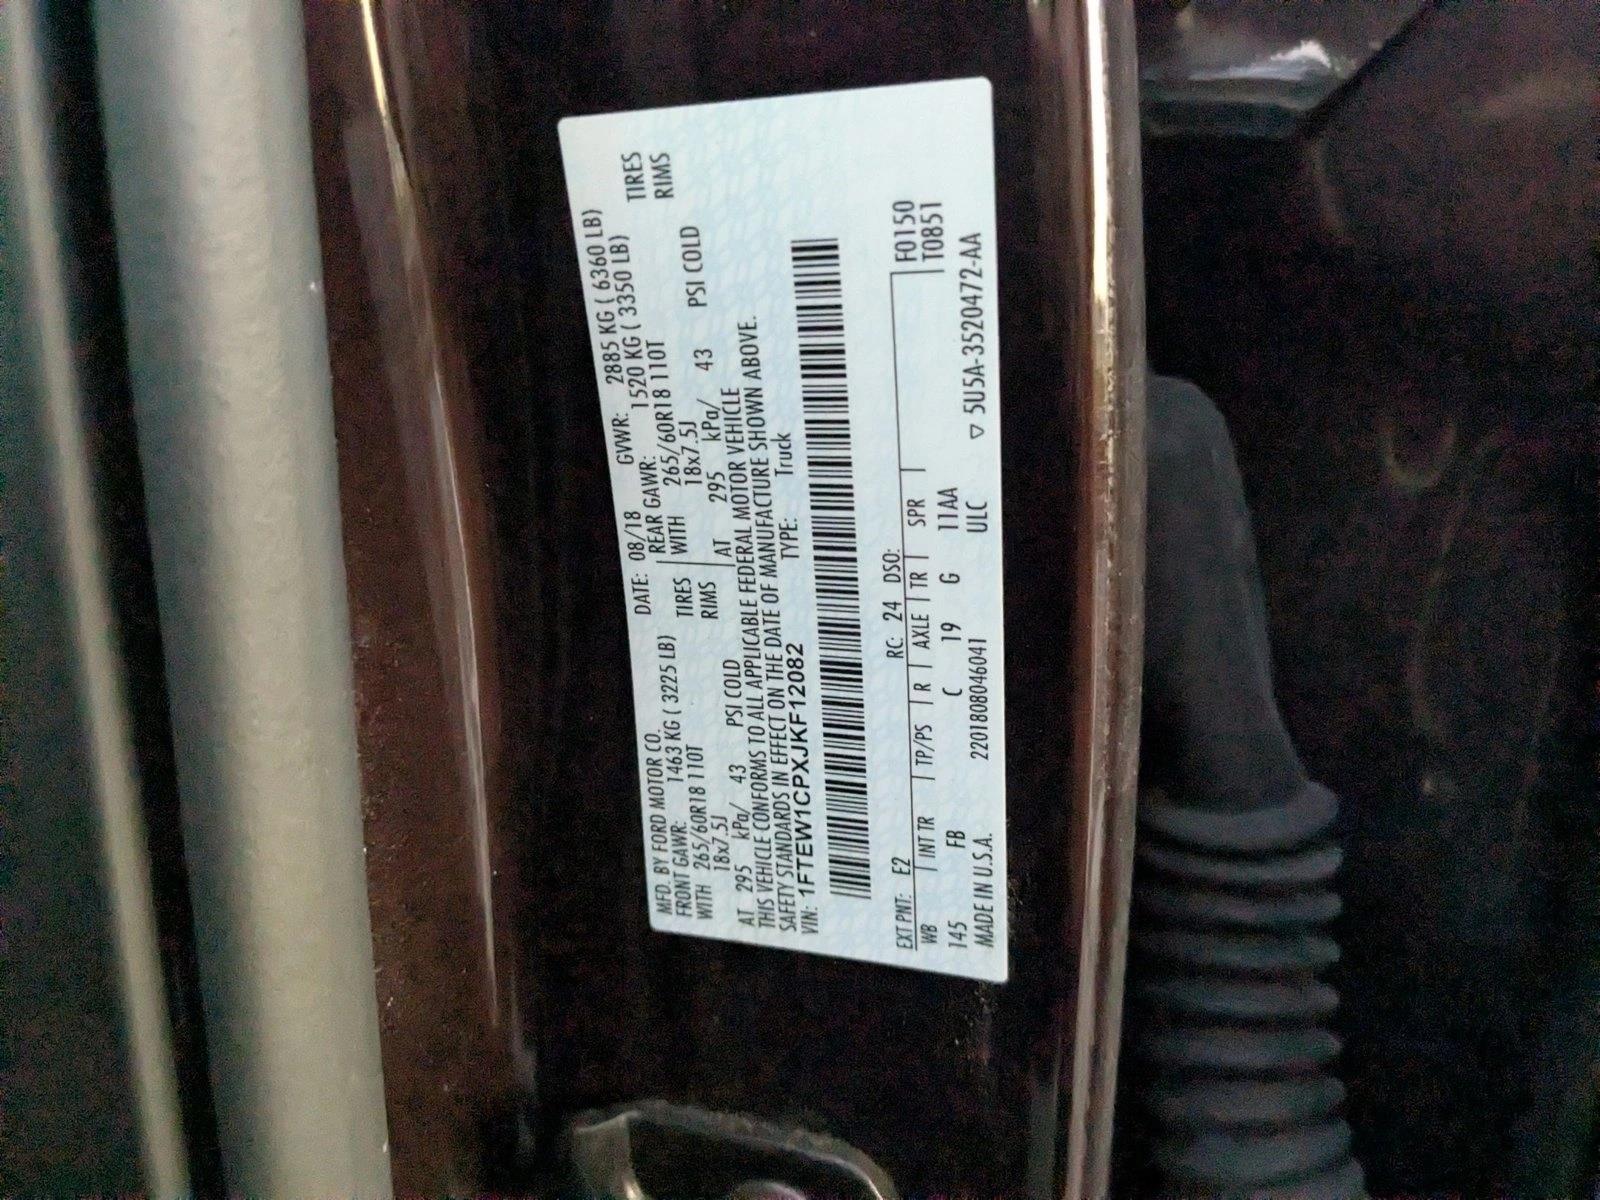 MFD. BY FORD MOTOR CO. DATE: 08/18 GVWR: 2885 KG ( 6360 LB)
FRONT GAWR: 1463 KG ( 3225 LB) REAR GAWR: 1520 KG ( 3350 LB)
WITH 265/60R18 110T TIRES WITH 265/60R18 110T TIRES
18x7.5J RIMS 18x7.5J RIMS
AT 295 kPa/ 43 PSI COLD AT 295 kPa/ 43 PSI COLD
THIS VEHICLE CONFORMS TO ALL APPLICABLE FEDERAL MOTOR VEHICLE
SAFETY STANDARDS IN EFFECT ON THE DATE OF MANUFACTURE SHOWN ABOVE.
VIN: 1FTEW1CPXJKF12082 TYPE: Truck
EXT PNT: E2 RC: 24 DSO: F0150
WB INT TR TP/PS R AXLE TR SPR T0851
145 FB C 19 G 11AA
MADE IN U.S.A. 220180804604​1 ULC ▽ 5U5A-3520472-AA